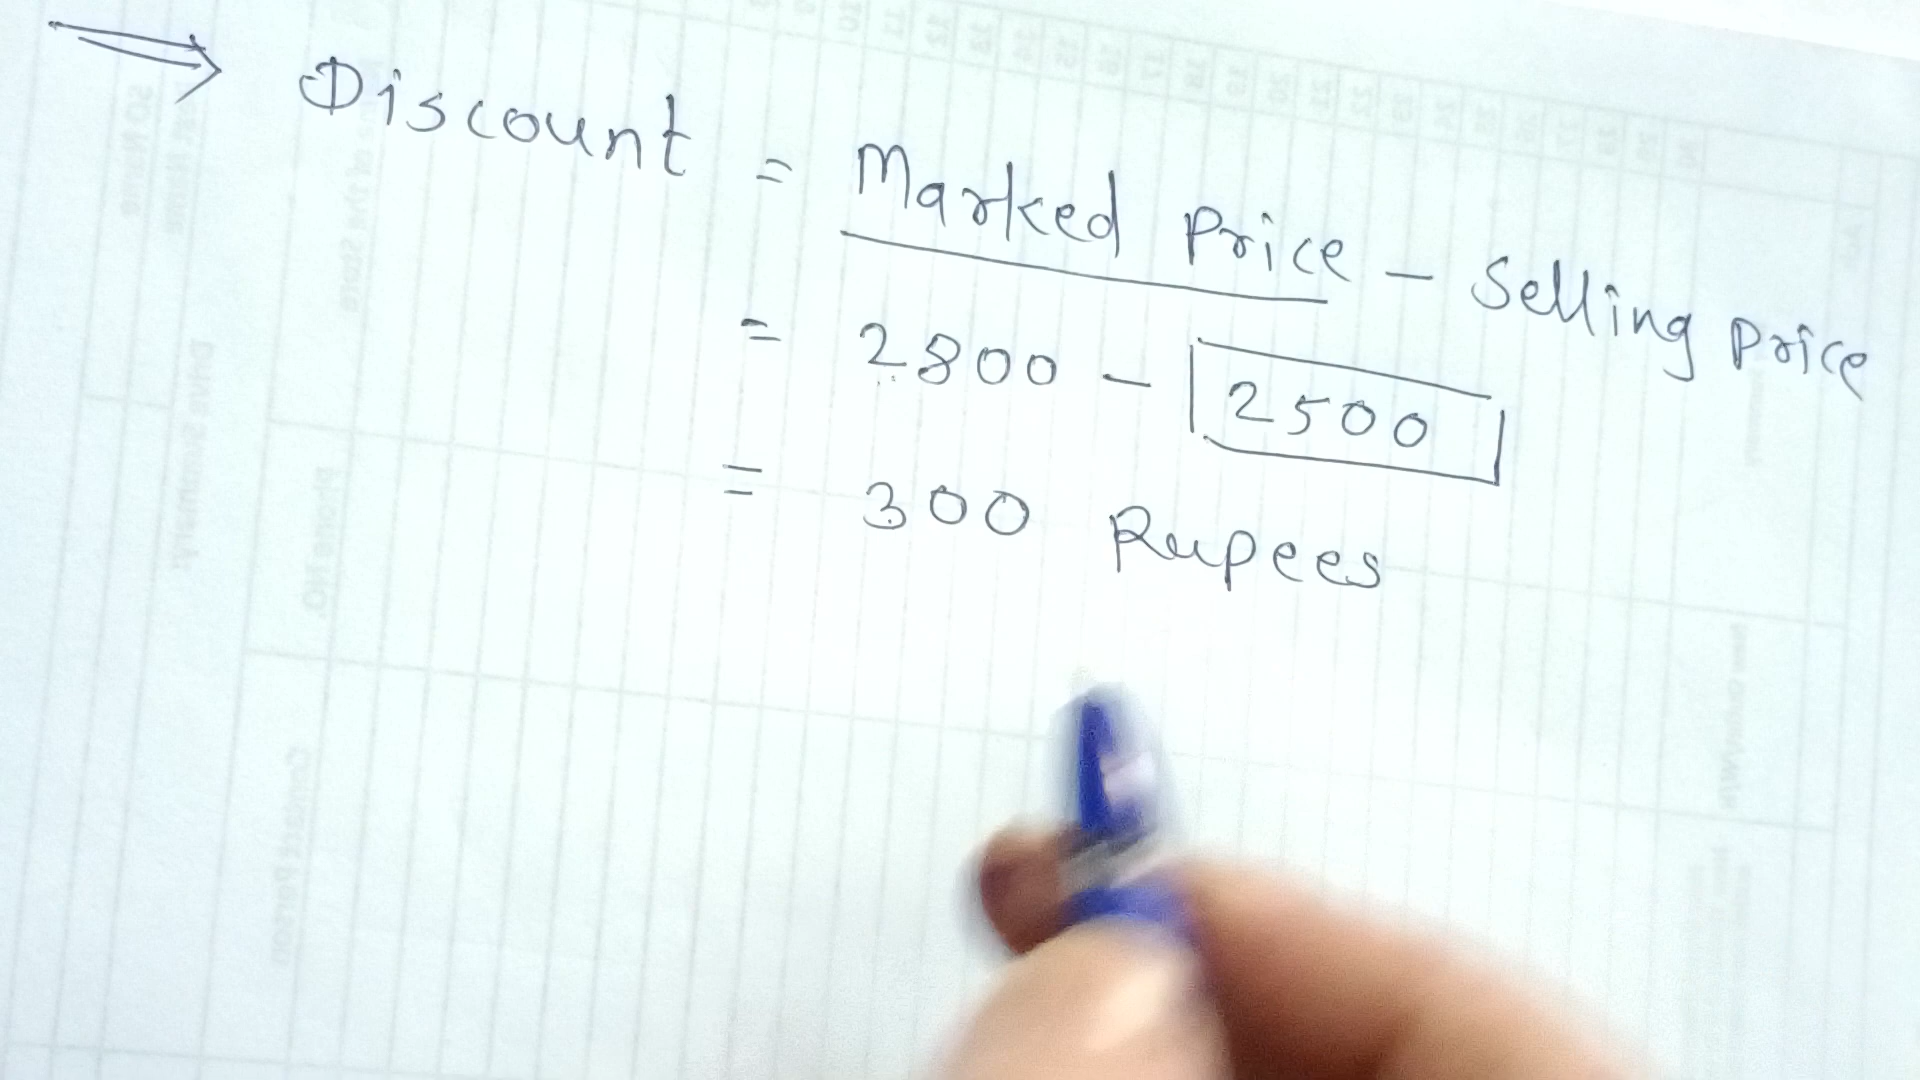 ⇒ Discount = Marked Price – Selling Price
= 2800 – 2500
= 300 Rupees